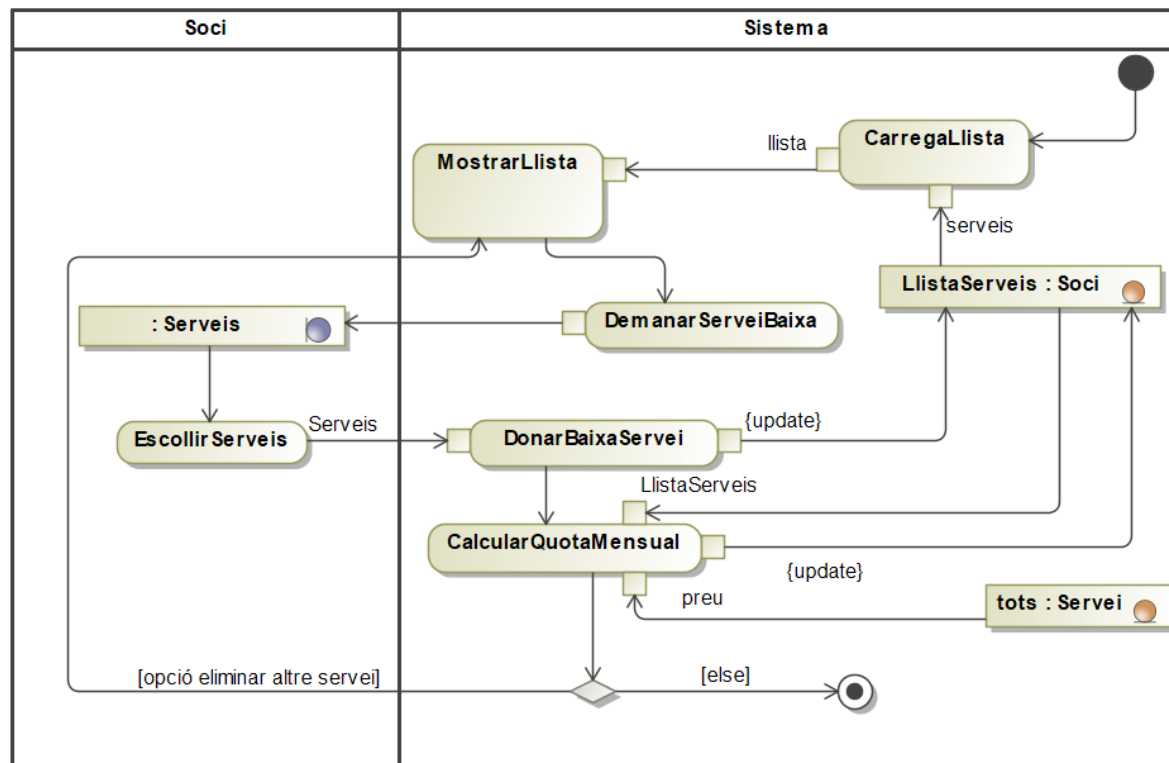 Soci
Sistema
CarregaLlista
llista
MostrarLlista
serveis
LlistaServeis : Soci
: Serveis
DemanarServeiBaixa
EscollirServeis
Serveis
DonarBaixaServei
{update}
LlistaServeis
CalcularQuotaMensual
{update}
preu
tots : Servei
[opció eliminar altre servei]
[else]